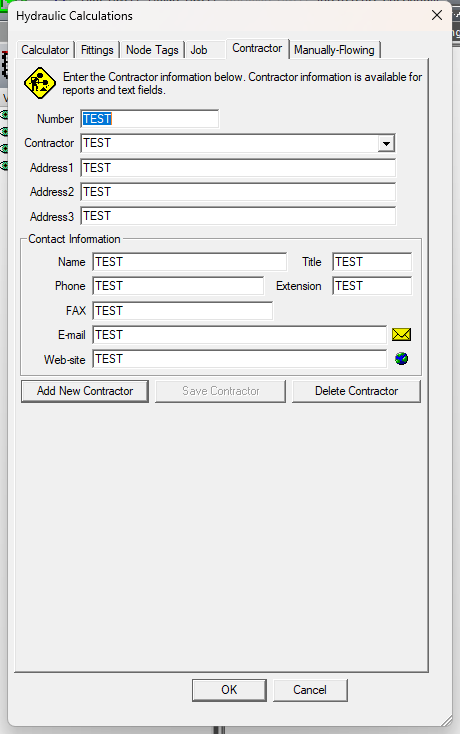 Hydraulic Calculations
Calculator Fittings Node Tags Job Contractor Manually-Flowing
Enter the Contractor information below. Contractor information is available for
reports and text fields.
Number TEST
Contractor TEST
Address1 TEST
Address2 TEST
Address3 TEST
Contact Information
Name TEST Title TEST
Phone TEST Extension TEST
FAX TEST
E-mail TEST
Web-site TEST
Add New Contractor Save Contractor Delete Contractor
OK Cancel